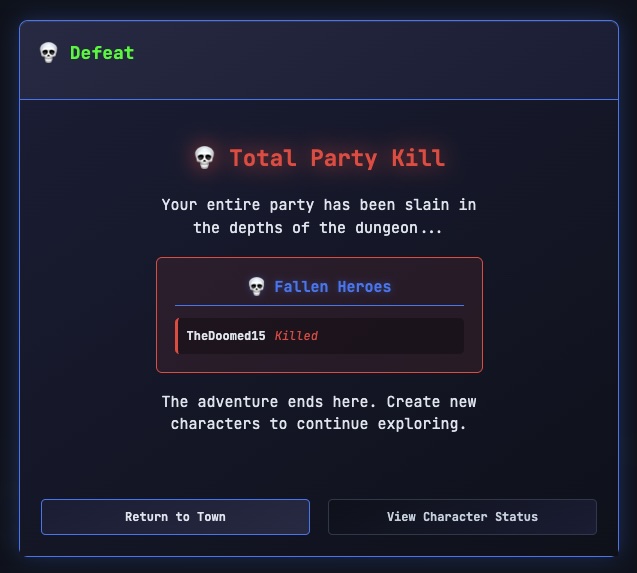 Defeat
Total Party Kill
Your entire party has been slain in
the depths of the dungeon...
Fallen Heroes
TheDoomed15 Killed
The adventure ends here. Create new
characters to continue exploring.
Return to Town
View Character Status